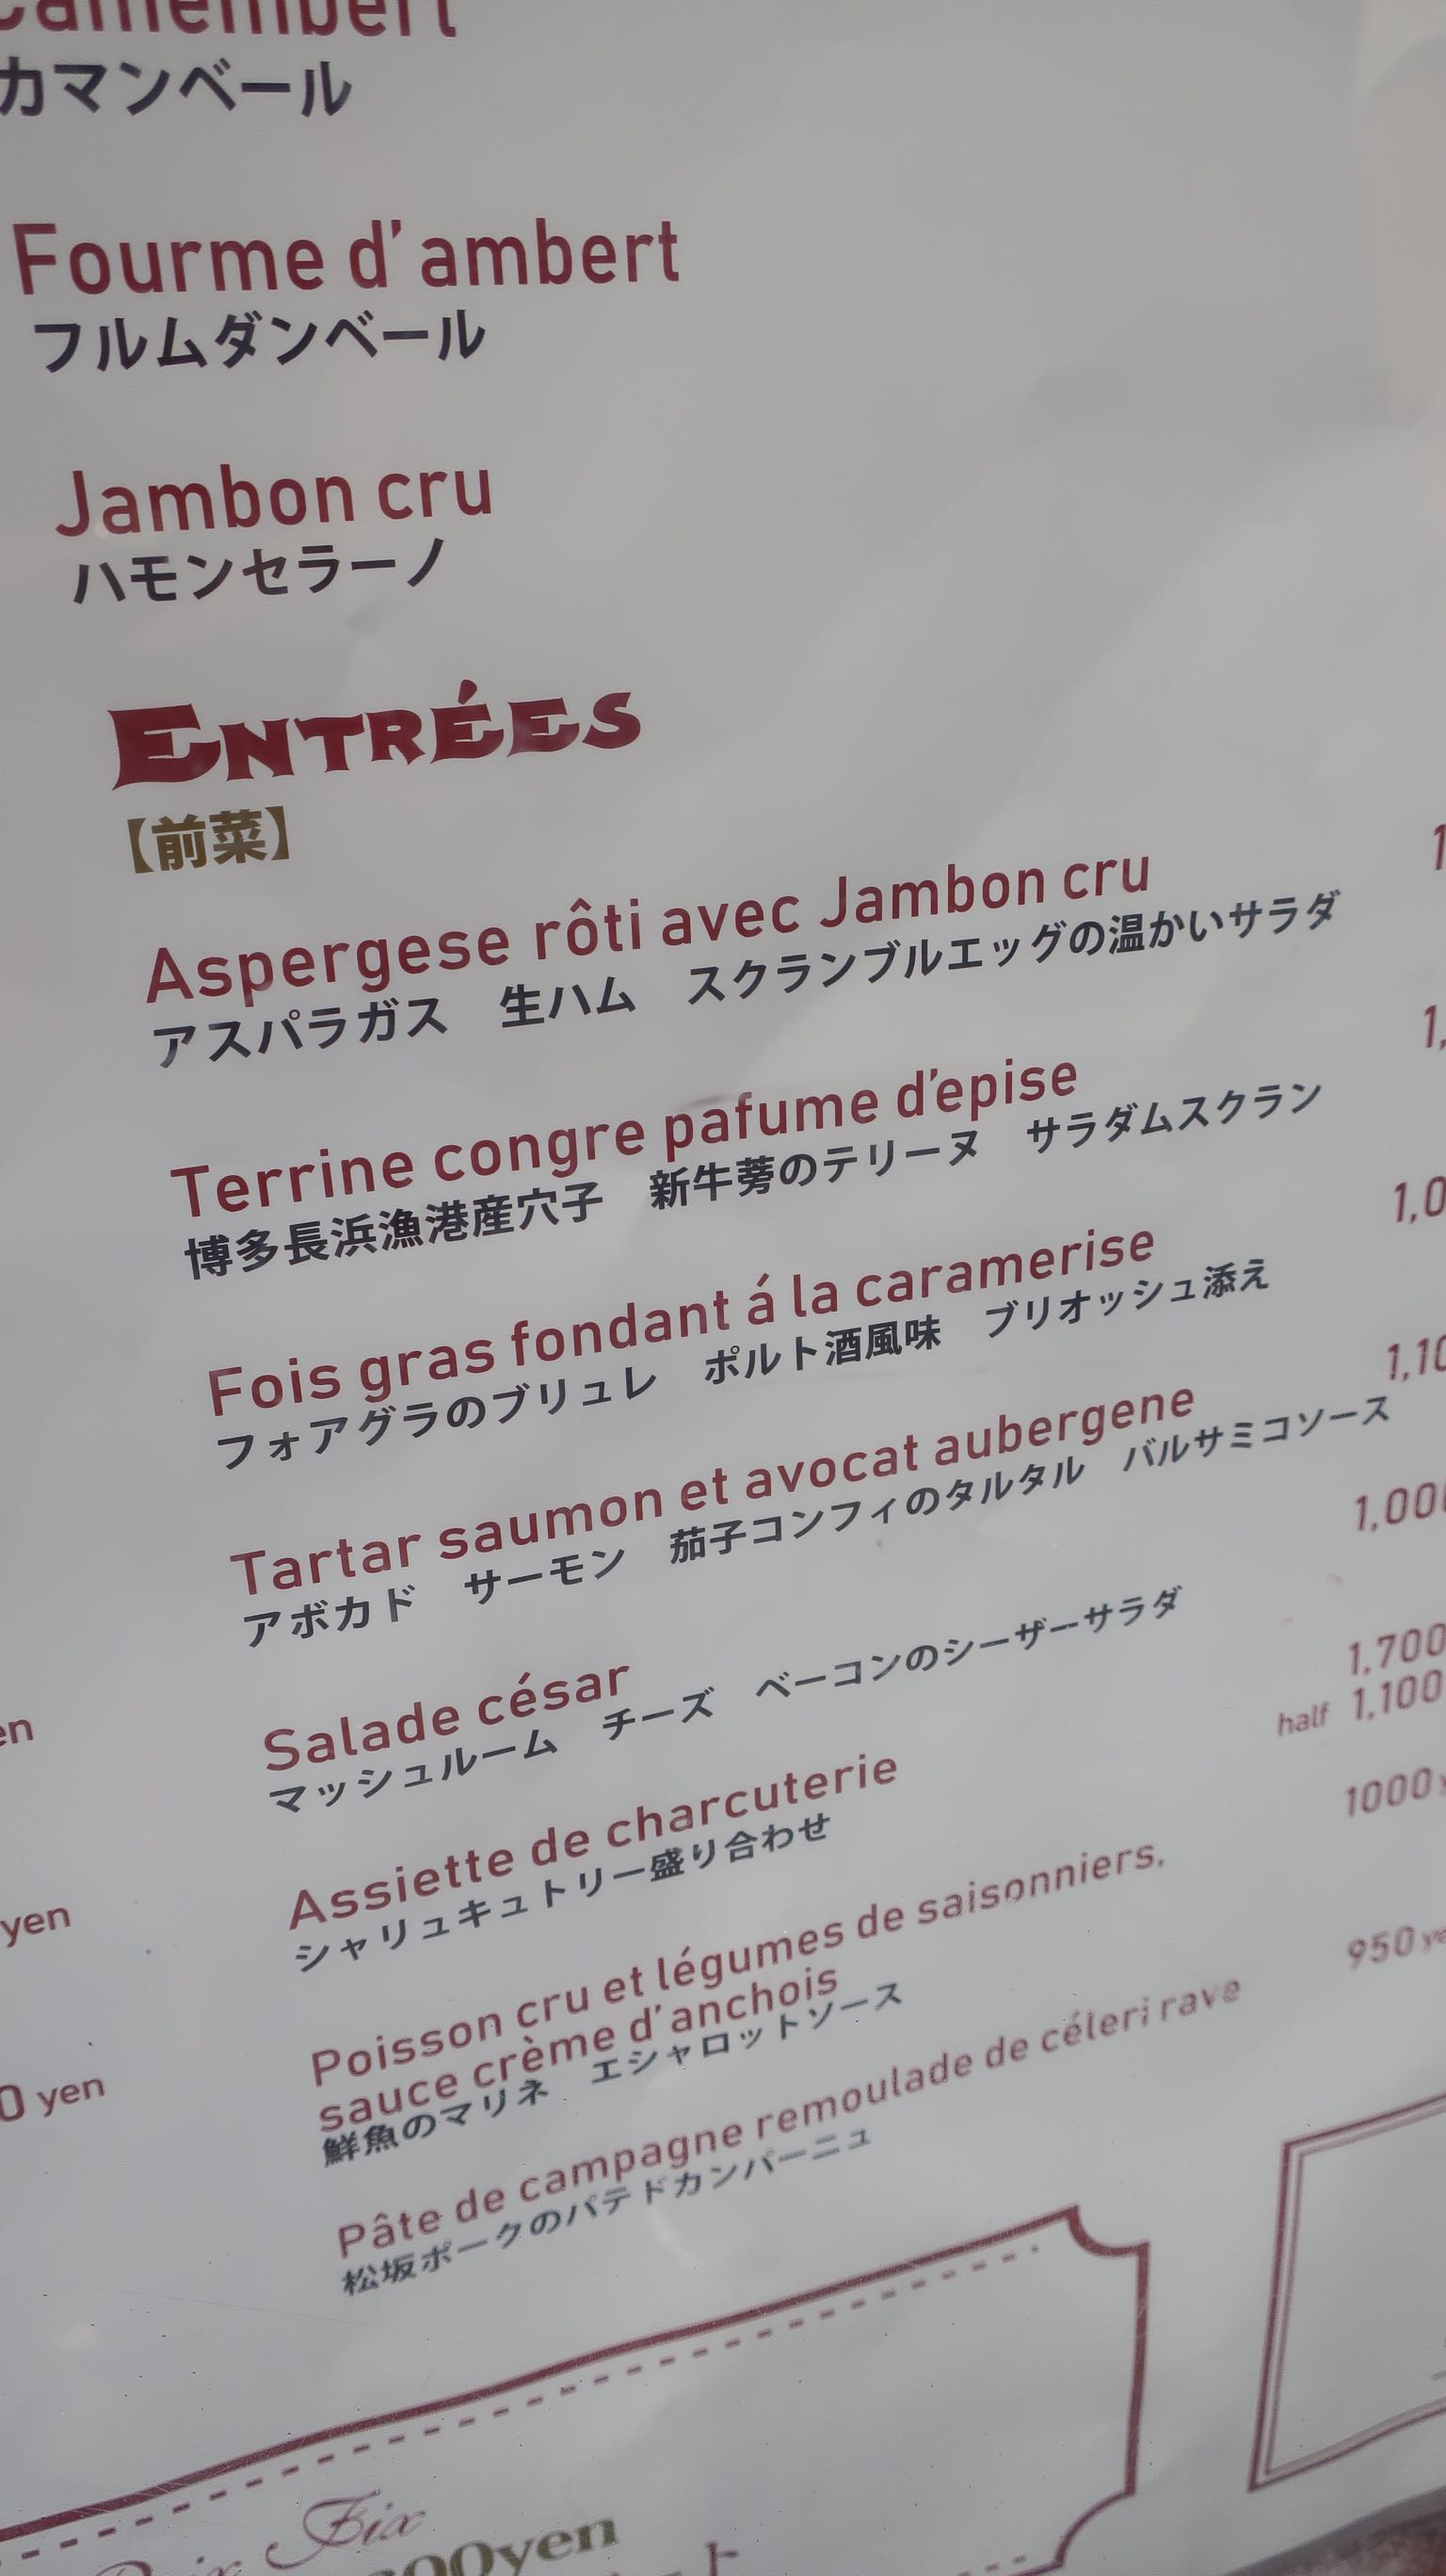 Camembert
カマンベール
Fourme d'ambert
フルムダンベール
Jambon cru
ハモンセラーノ
ENTRÉES
【前菜】
Aspergese rôti avec Jambon cru
アスパラガス　生ハム　スクランブルエッグの温かいサラダ
Terrine congre pafume d'epise
博多長浜漁港産穴子　新牛蒡のテリーヌ　サラダムスクラン
Fois gras fondant á la caramerise
フォアグラのブリュレ　ポルト酒風味　ブリオッシュ添え
Tartar saumon et avocat aubergene 1,10
アボカド　サーモン　茄子コンフィのタルタル　バルサミコソース
Salade césar 1,000
マッシュルーム　チーズ　ベーコンのシーザーサラダ
Assiette de charcuterie 1,700
half 1,100
シャリュキュトリー盛り合わせ
Poisson cru et légumes de saisonniers, 1000
sauce crème d'anchois
鮮魚のマリネ　エシャロットソース
Pâte de campagne remoulade de céleri rave 950
松坂ポークのパテドカンパーニュ
yen
0 yen
Fix
00yen